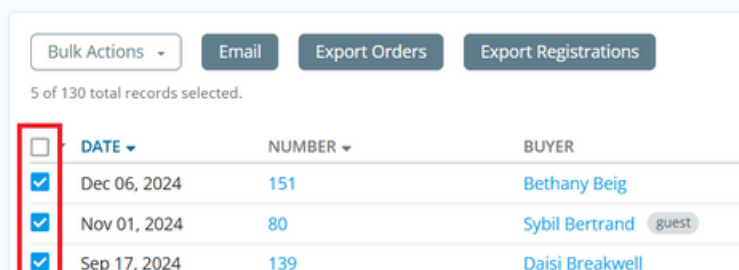 Bulk Actions Email Export Orders Export Registrations
5 of 130 total records selected.
DATE NUMBER BUYER
Dec 06, 2024 151 Bethany Beig
Nov 01, 2024 80 Sybil Bertrand guest
Sep 17, 2024 139 Daisi Breakwell